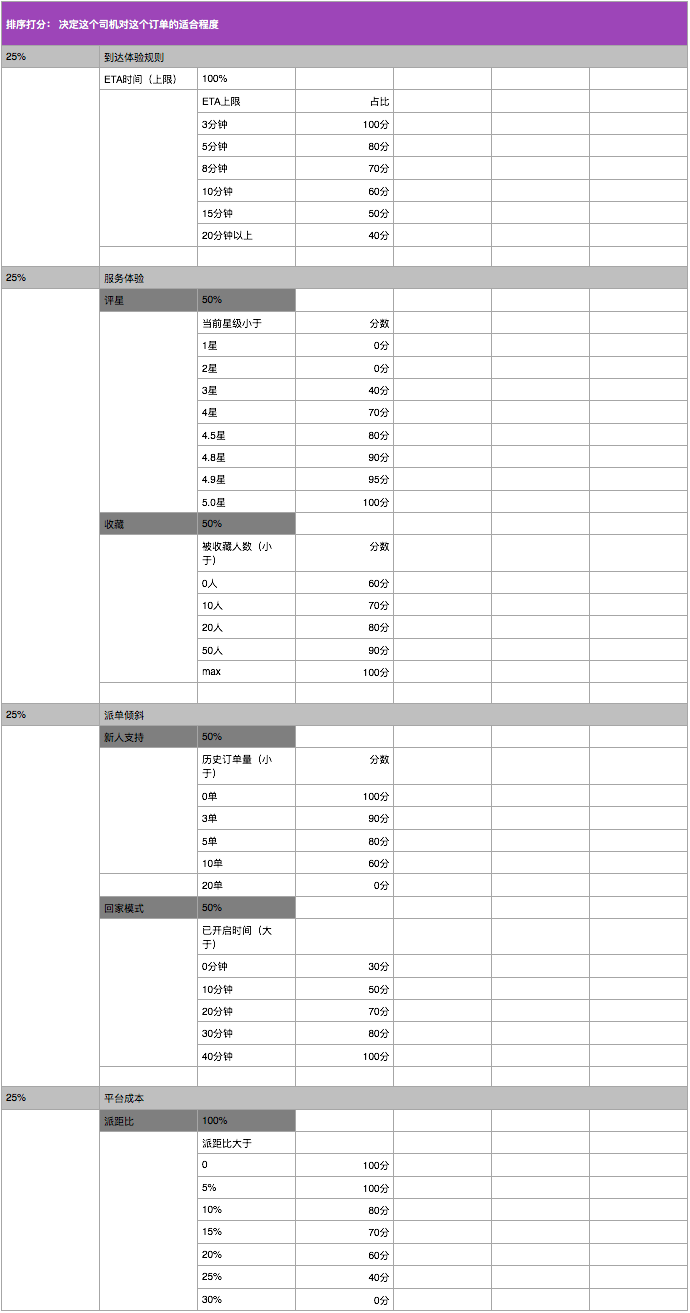 排序打分： 决定这个司机对这个订单的适合程度
25% 到达体验规则
ETA时间（上限） 100%
ETA上限 占比
3分钟 100分
5分钟 80分
8分钟 70分
10分钟 60分
15分钟 50分
20分钟以上 40分
25% 服务体验
评星 50%
当前星级小于 分数
1星 0分
2星 0分
3星 40分
4星 70分
4.5星 80分
4.8星 90分
4.9星 95分
5.0星 100分
收藏 50%
被收藏人数（小
于） 分数
0人 60分
10人 70分
20人 80分
50人 90分
max 100分
25% 派单倾斜
新人支持 50%
历史订单量（小
于） 分数
0单 100分
3单 90分
5单 80分
10单 60分
20单 0分
回家模式 50%
已开启时间（大
于）
0分钟 30分
10分钟 50分
20分钟 70分
30分钟 80分
40分钟 100分
25% 平台成本
派距比 100%
派距比大于
0 100分
5% 100分
10% 80分
15% 70分
20% 60分
25% 40分
30% 0分